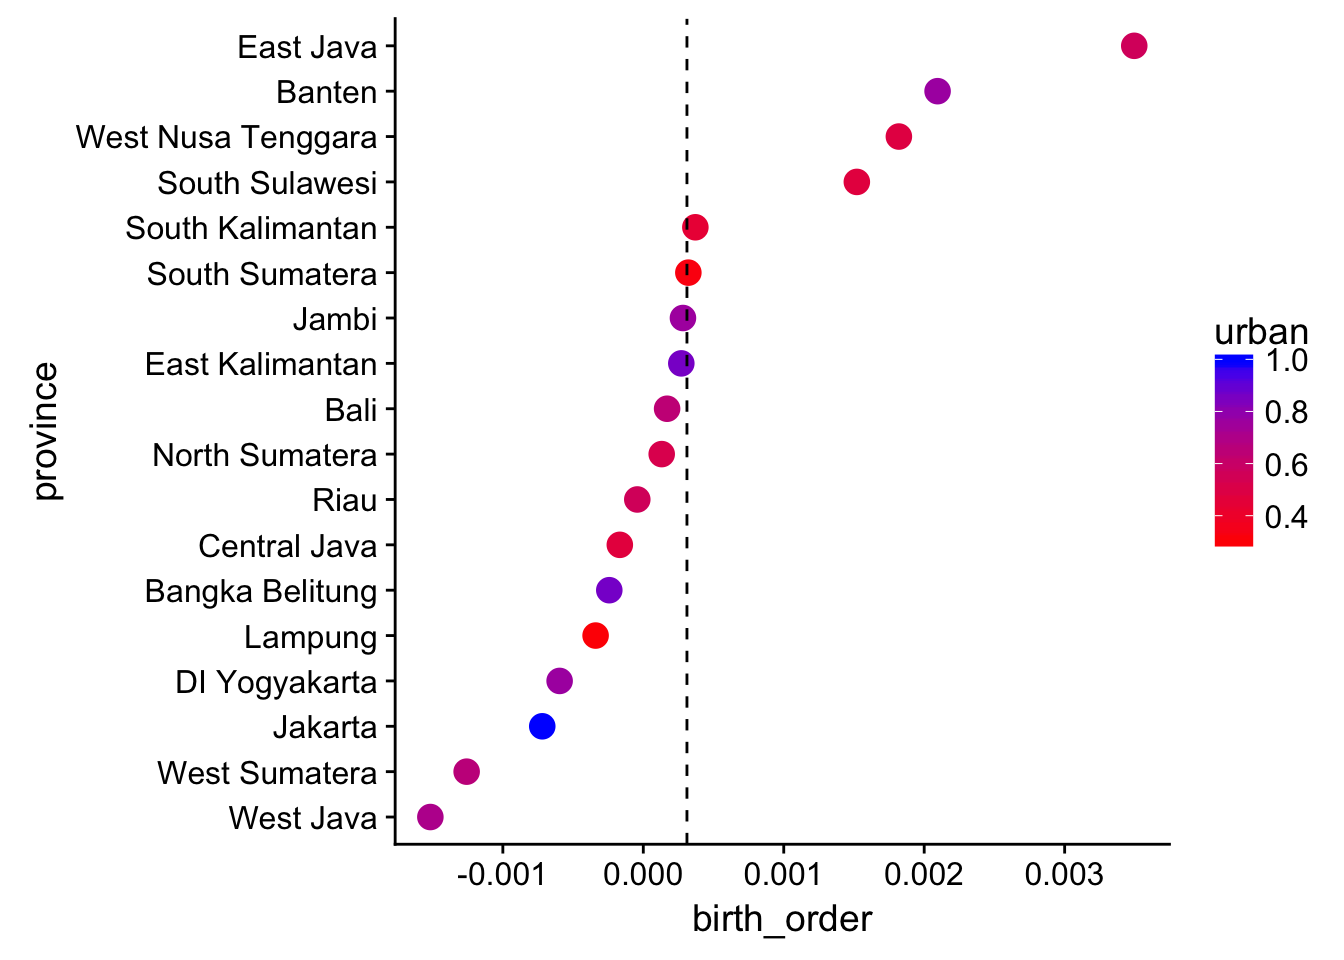 East Java
Banten
West Nusa Tenggara
South Sulawesi
South Kalimantan
South Sumatera
Jambi
East Kalimantan
Bali
North Sumatera
Riau
Central Java
Bangka Belitung
Lampung
DI Yogyakarta
Jakarta
West Sumatera
West Java
province
-0.001 0.000 0.001 0.002 0.003
birth_order
urban
1.0
0.8
0.6
0.4